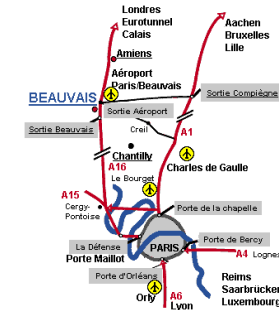 Londres
Eurotunnel
Calais
Aachen
Bruxelles
Lille
Amiens
Aéroport
Paris/Beauvais
BEAUVAIS
Sortie Compiègne
Sortie Aéroport
Sortie Beauvais
Creil
A1
Chantilly
A16
Charles de Gaulle
Le Bourget
A15
Cergy-
Pontoise
Porte de la chapelle
La Défense
Porte Maillot
PARIS
Porte de Bercy
A4
Lognes
Porte d'Orléans
Reims
Saarbrücken
Luxembourg
Orly
A6
Lyon